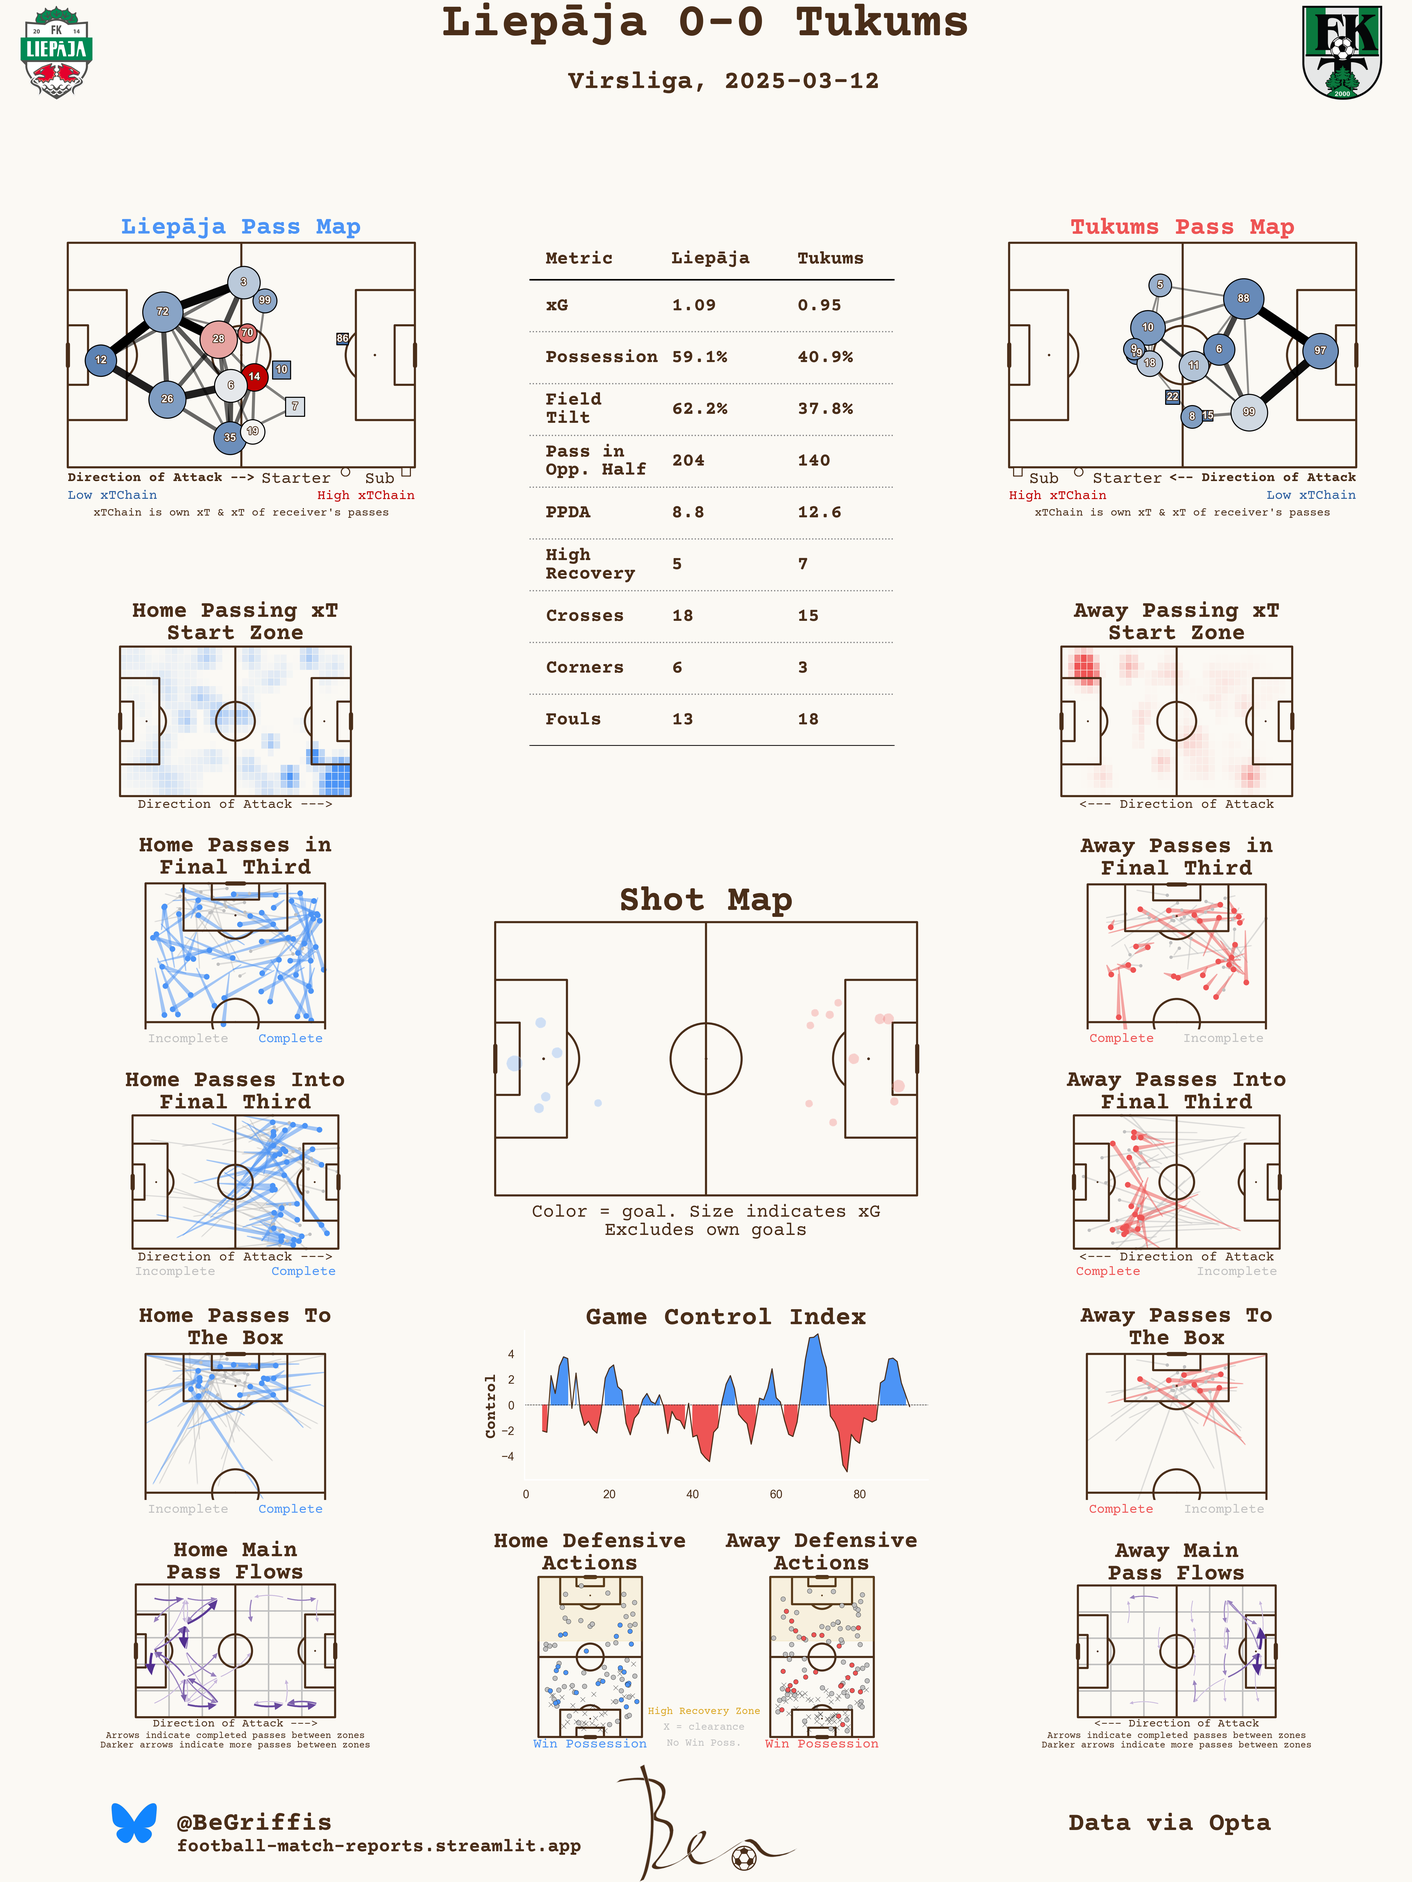 Liepāja 0-0 Tukums
Virsliga, 2025-03-12
20 FK 14
LIEPĀJA
FK
2000
Liepāja Pass Map
3
99
72
28
70
86
12
10
14
6
26
7
35
19
Direction of Attack --> Starter Sub
Low xTChain High xTChain
xTChain is own xT & xT of receiver's passes
Metric Liepāja Tukums
xG 1.09 0.95
Possession 59.1% 40.9%
Field
Tilt 62.2% 37.8%
Pass in
Opp. Half 204 140
PPDA 8.8 12.6
High
Recovery 5 7
Crosses 18 15
Corners 6 3
Fouls 13 18
Tukums Pass Map
5
88
10
9
19
6
97
18
11
22
8
15
99
Sub Starter <-- Direction of Attack
High xTChain Low xTChain
xTChain is own xT & xT of receiver's passes
Home Passing xT
Start Zone
Direction of Attack --->
Away Passing xT
Start Zone
<--- Direction of Attack
Home Passes in
Final Third
Incomplete Complete
Away Passes in
Final Third
Complete Incomplete
Shot Map
Color = goal. Size indicates xG
Excludes own goals
Home Passes Into
Final Third
Direction of Attack --->
Incomplete Complete
Away Passes Into
Final Third
<--- Direction of Attack
Complete Incomplete
Home Passes To
The Box
Incomplete Complete
Game Control Index
Control
4
2
0
−2
−4
0 20 40 60 80
Away Passes To
The Box
Complete Incomplete
Home Main
Pass Flows
Direction of Attack --->
Arrows indicate completed passes between zones
Darker arrows indicate more passes between zones
Home Defensive
Actions
Win Possession
Away Defensive
Actions
Win Possession
High Recovery Zone
X = clearance
No Win Poss.
Away Main
Pass Flows
<--- Direction of Attack
Arrows indicate completed passes between zones
Darker arrows indicate more passes between zones
@BeGriffis
football-match-reports.streamlit.app
Ben
Data via Opta